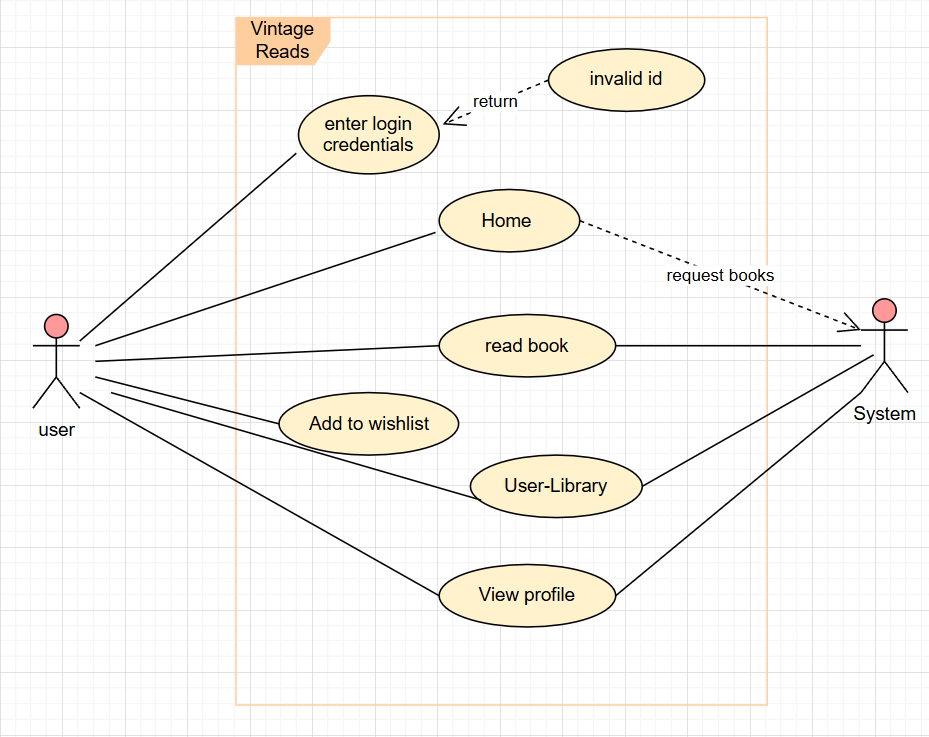 Vintage
Reads
invalid id
return
enter login
credentials
Home
request books
read book
user
Add to wishlist
System
User-Library
View profile